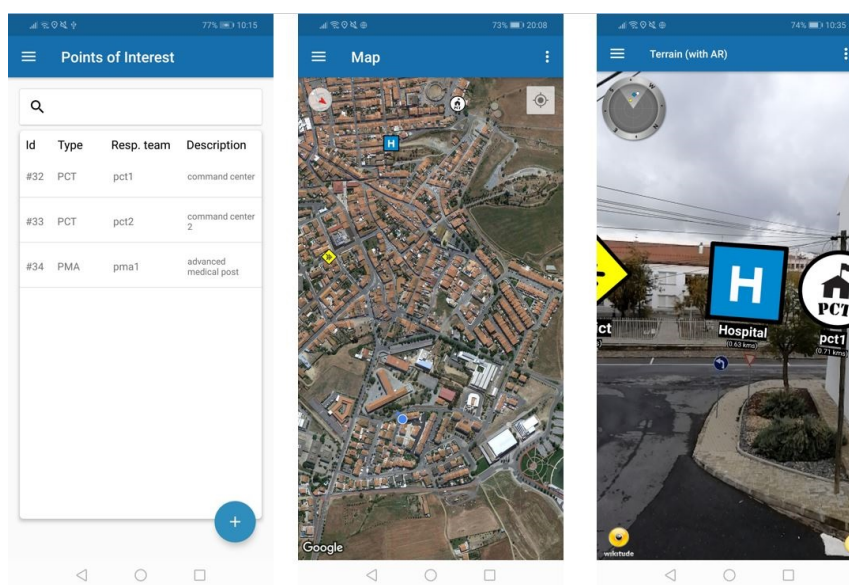 77% 10:15
Points of Interest
Id Type Resp. team Description
#32 PCT pct1 command center
#33 PCT pct2 command center
2
#34 PMA pma1 advanced
medical post
+
73% 20:08
Map
H
Google
74% 10:35
Terrain (with AR)
W
N
H
PCT
ict
Hospital
(0.63 kms)
pct1
(0.71 kms)
wikitude